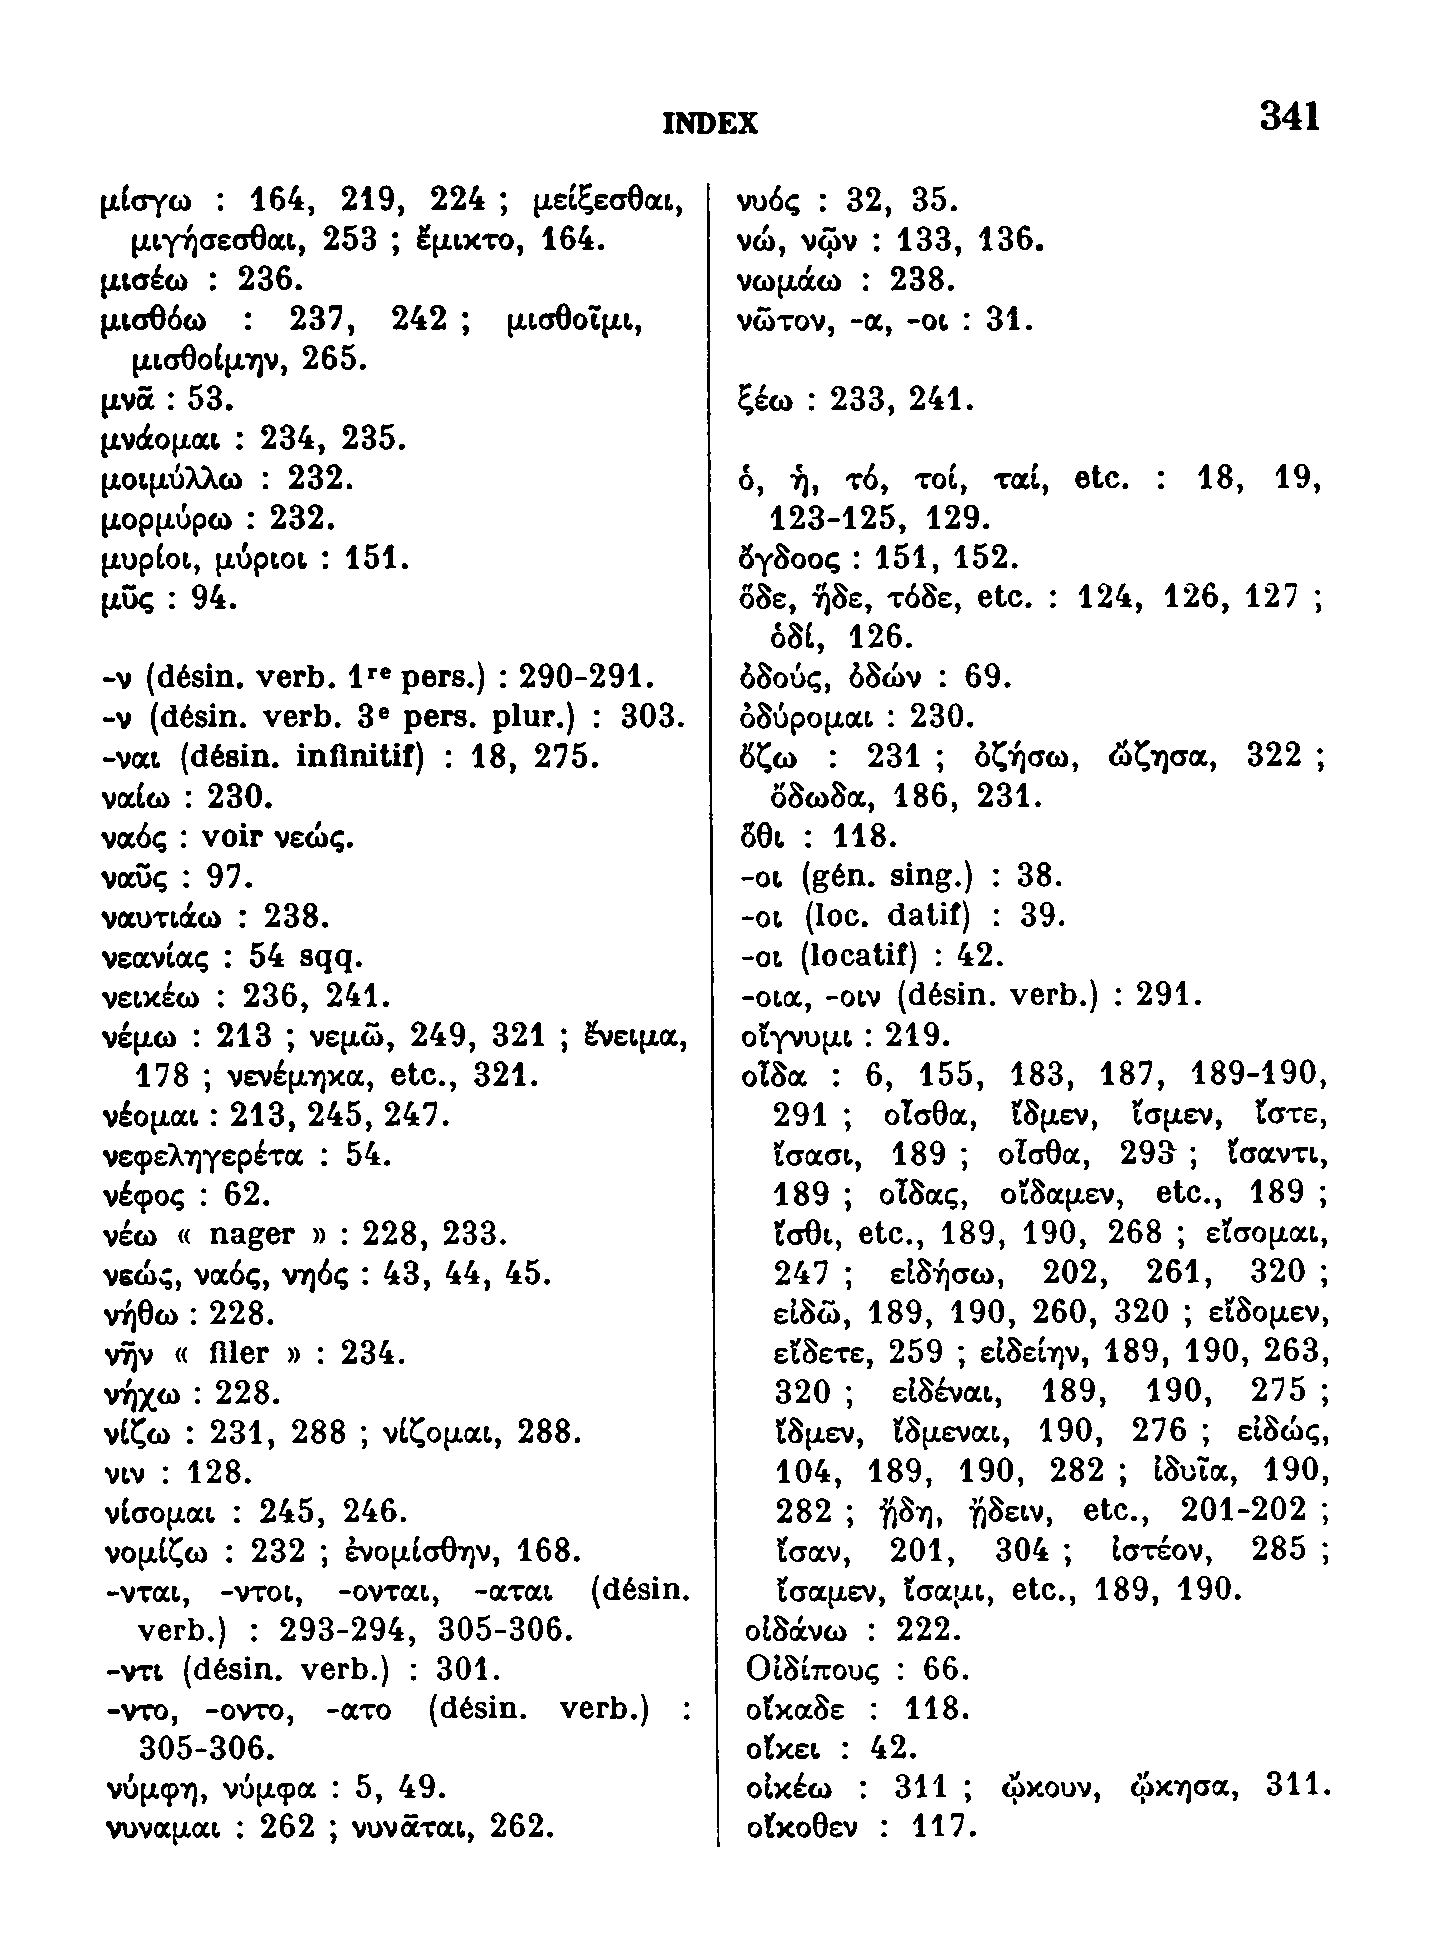 INDEX
341
μίσγω : 164, 219, 224 ; μείξεσθαι,
μιγήσεσθαι, 253 ; ἔμικτο, 164.
μισέω : 236.
μισθόω : 237, 242 ; μισθοῖμι,
μισθοίμην, 265.
μνᾶ : 53.
μνάομαι : 234, 235.
μοιμύλλω : 232.
μορμύρω : 232.
μυρίοι, μύριοι : 151.
μῦς : 94.
-ν (désin. verb. 1re pers.) : 290-291.
-ν (désin. verb. 3e pers. plur.) : 303.
-ναι (désin. infinitif) : 18, 275.
ναίω : 230.
ναός : voir νεώς.
ναῦς : 97.
ναυτιάω : 238.
νεανίας : 54 sqq.
νεικέω : 236, 241.
νέμω : 213 ; νεμῶ, 249, 321 ; ἔνειμα,
178 ; νενέμηκα, etc., 321.
νέομαι : 213, 245, 247.
νεφεληγερέτα : 54.
νέφος : 62.
νέω « nager » : 228, 233.
νεώς, ναός, νηός : 43, 44, 45.
νήθω : 228.
νῆν « filer » : 234.
νήχω : 228.
νίζω : 231, 288 ; νίζομαι, 288.
νιν : 128.
νίσομαι : 245, 246.
νομίζω : 232 ; ἐνομίσθην, 168.
-νται, -ντοι, -ονται, -αται (désin.
verb.) : 293-294, 305-306.
-ντι (désin. verb.) : 301.
-ντο, -οντο, -ατο (désin. verb.) :
305-306.
νύμφη, νύμφα : 5, 49.
νυναμαι : 262 ; νυνᾶται, 262.
νυός : 32, 35.
νώ, νῷν : 133, 136.
νωμάω : 238.
νῶτον, -α, -οι : 31.
ξέω : 233, 241.
ὁ, ἡ, τό, τοί, ταί, etc. : 18, 19,
123-125, 129.
ὄγδοος : 151, 152.
ὅδε, ἥδε, τόδε, etc. : 124, 126, 127 ;
ὁδί, 126.
ὀδούς, ὀδών : 69.
ὀδύρομαι : 230.
ὄζω : 231 ; ὀζήσω, ὤζησα, 322 ;
ὄδωδα, 186, 231.
ὅθι : 118.
-οι (gén. sing.) : 38.
-οι (loc. datif) : 39.
-οι (locatif) : 42.
-οια, -οιν (désin. verb.) : 291.
οἴγνυμι : 219.
οἶδα : 6, 155, 183, 187, 189-190,
291 ; οἶσθα, ἴδμεν, ἴσμεν, ἴστε,
ἴσασι, 189 ; οἶσθα, 293 ; ἴσαντι,
189 ; οἶδας, οἴδαμεν, etc., 189 ;
ἴσθι, etc., 189, 190, 268 ; εἴσομαι,
247 ; εἰδήσω, 202, 261, 320 ;
εἰδῶ, 189, 190, 260, 320 ; εἴδομεν,
εἴδετε, 259 ; εἰδείην, 189, 190, 263,
320 ; εἰδέναι, 189, 190, 275 ;
ἴδμεν, ἴδμεναι, 190, 276 ; εἰδώς,
104, 189, 190, 282 ; ἰδυῖα, 190,
282 ; ᾔδη, ᾔδειν, etc., 201-202 ;
ἴσαν, 201, 304 ; ἰστέον, 285 ;
ἴσαμεν, ἴσαμι, etc., 189, 190.
οἰδάνω : 222.
Οἰδίπους : 66.
οἴκαδε : 118.
οἴκει : 42.
οἰκέω : 311 ; ᾤκουν, ᾤκησα, 311.
οἴκοθεν : 117.